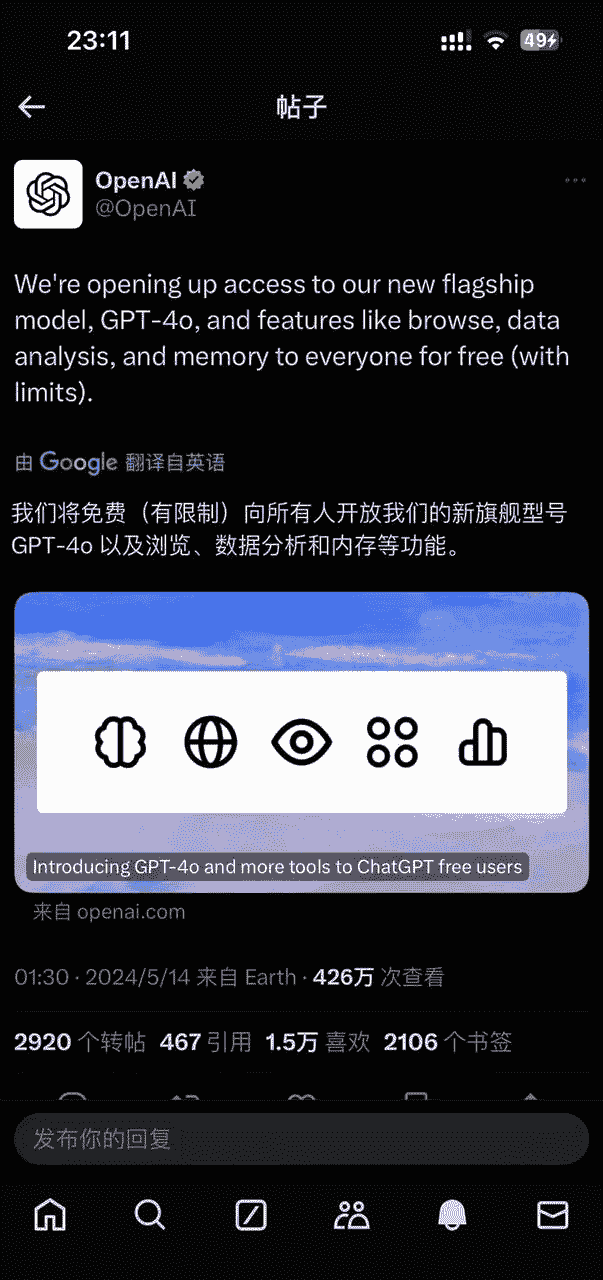 23:11
49
帖子
OpenAI
@OpenAI
We're opening up access to our new flagship
model, GPT-4o, and features like browse, data
analysis, and memory to everyone for free (with
limits).
由 Google 翻译自英语
我们将免费（有限制）向所有人开放我们的新旗舰型号
GPT-4o 以及浏览、数据分析和内存等功能。
Introducing GPT-4o and more tools to ChatGPT free users
来自 openai.com
01:30 · 2024/5/14 来自 Earth · 426万 次查看
2920 个转帖 467 引用 1.5万 喜欢 2106 个书签
发布你的回复